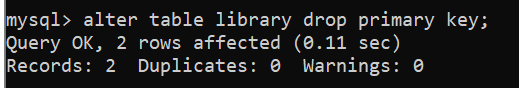 mysql> alter table library drop primary key;
Query OK, 2 rows affected (0.11 sec)
Records: 2  Duplicates: 0  Warnings: 0